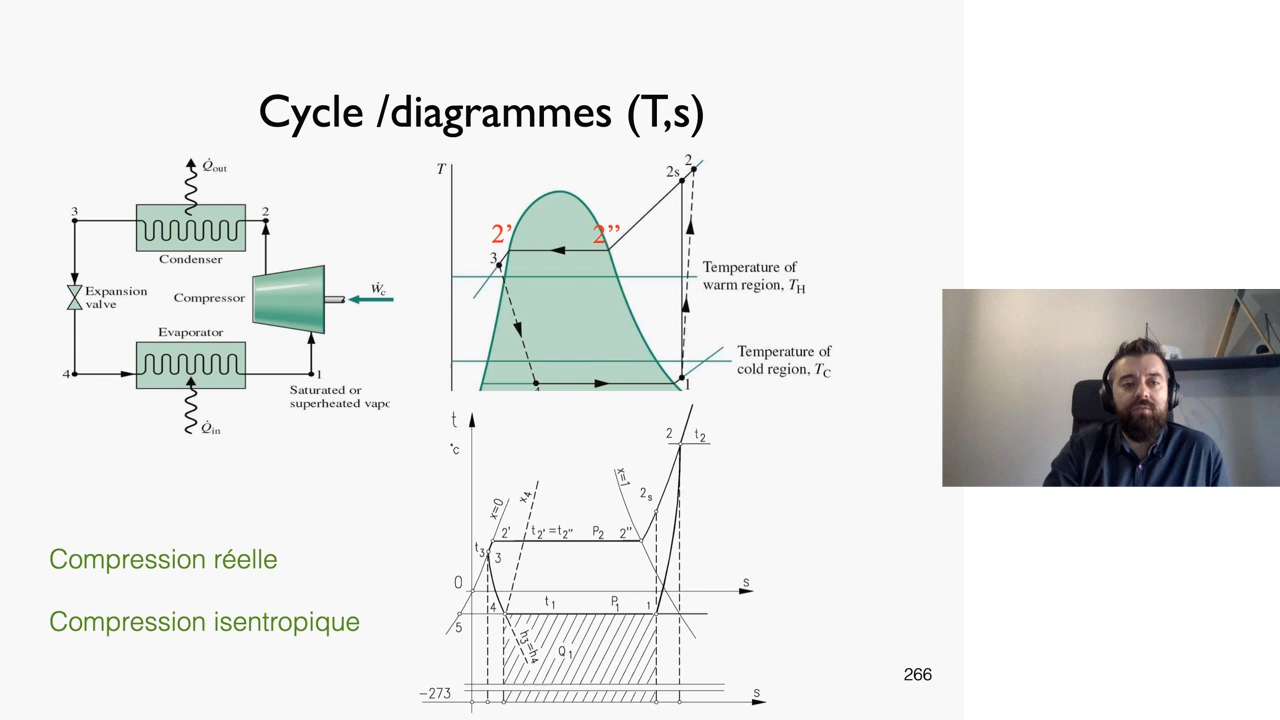 Cycle /diagrammes (T,s)
Q̇out
3
2
Condenser
Expansion
valve
Compressor
Ẇc
Evaporator
4
1
Saturated or
superheated vapo
Q̇in
T
2
2s
2’
2”
3
Temperature of
warm region, TH
Temperature of
cold region, TC
1
t
°c
2
t2
x=1
2s
x=0
x4
2'
t2' =t2''
P2
2''
t3
3
0
s
4
t1
P1
1
5
h3=h4
Q1
-273
s
Compression réelle
Compression isentropique
266